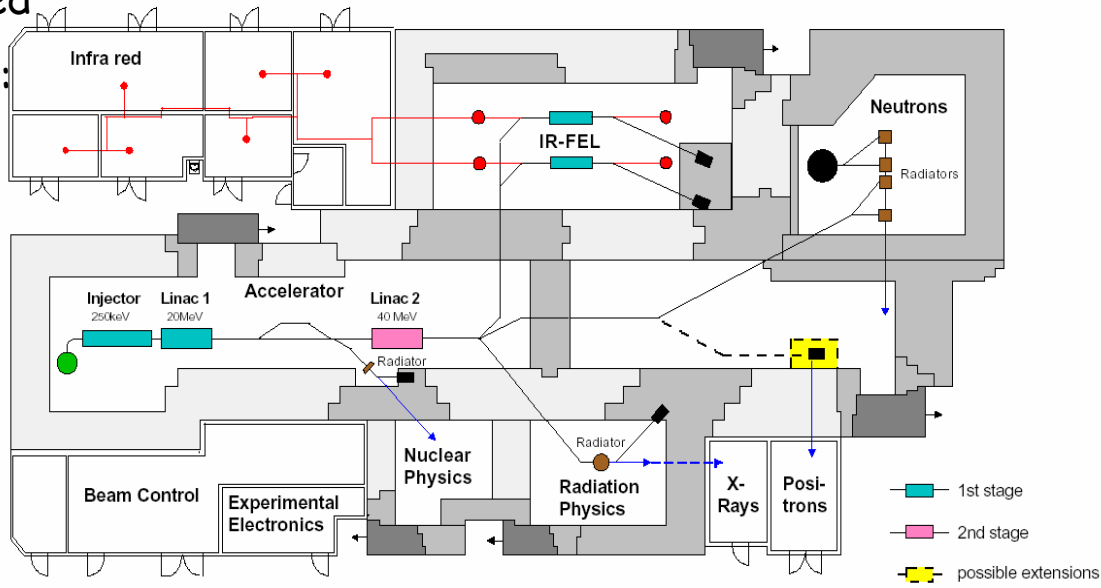 ed
:
Infra red
IR-FEL
Neutrons
Radiators
Accelerator
Injector
250keV
Linac 1
20MeV
Linac 2
40 MeV
Radiator
Nuclear
Physics
Radiator
Radiation
Physics
X-
Rays
Posi-
trons
Beam Control
Experimental
Electronics
1st stage
2nd stage
possible extensions